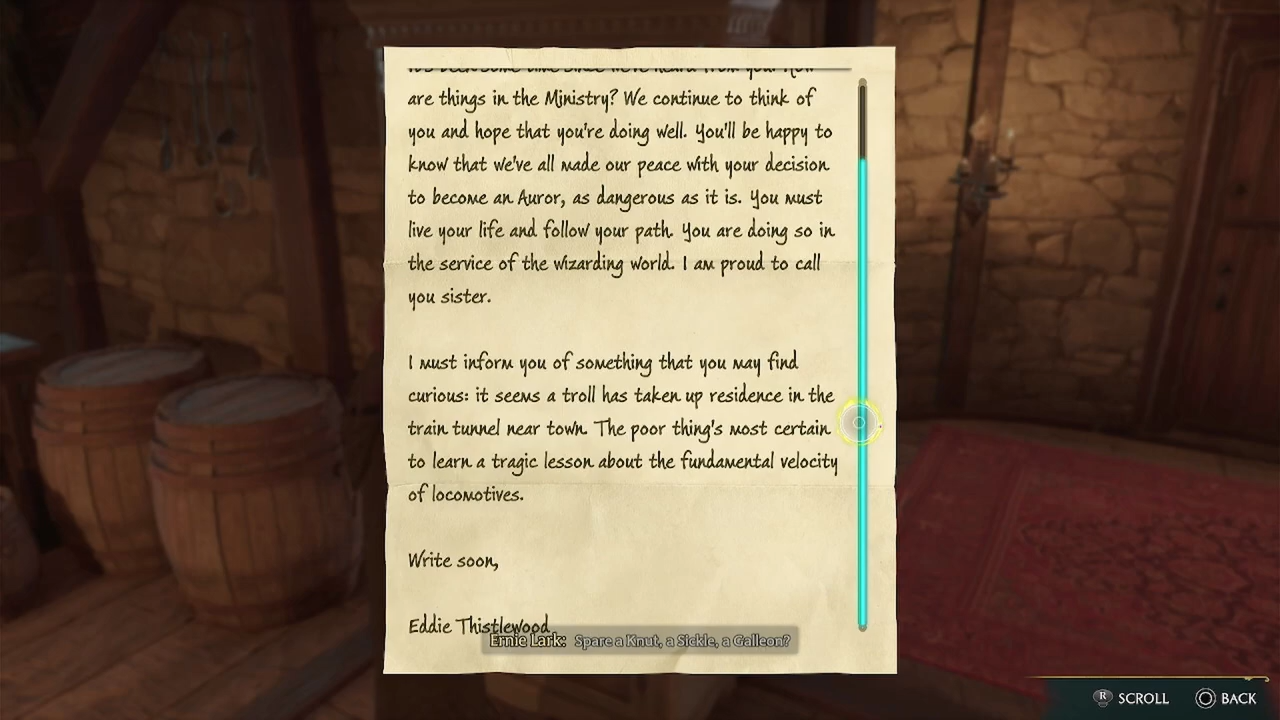 are things in the Ministry? We continue to think of
you and hope that you're doing well. You'll be happy to
know that we've all made our peace with your decision
to become an Auror, as dangerous as it is. You must
live your life and follow your path. You are doing so in
the service of the wizarding world. I am proud to call
you sister.
I must inform you of something that you may find
curious: it seems a troll has taken up residence in the
train tunnel near town. The poor thing's most certain
to learn a tragic lesson about the fundamental velocity
of locomotives.
Write soon,
Eddie Thistlewood
Ernie Lark: Spare a Knut, a Sickle, a Galleon?
R SCROLL BACK